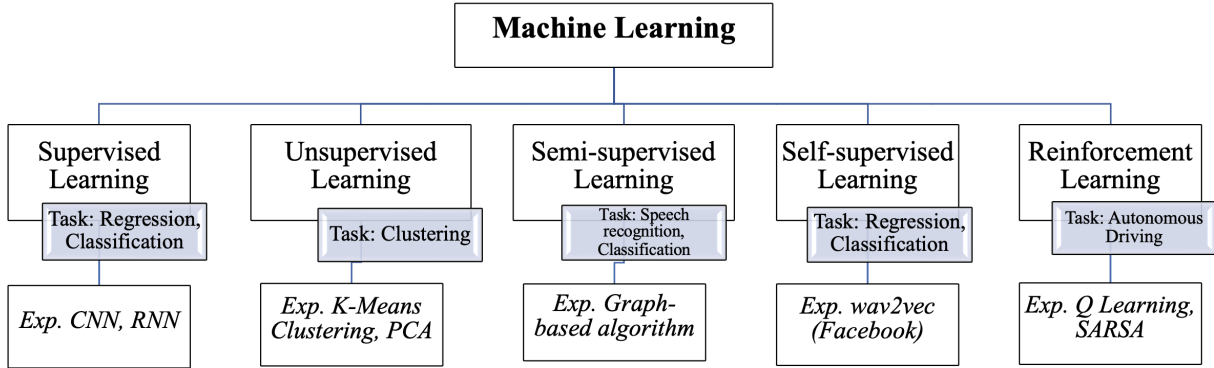 Machine Learning
Supervised
Learning
Task: Regression,
Classification
Exp. CNN, RNN
Unsupervised
Learning
Task: Clustering
Exp. K-Means
Clustering, PCA
Semi-supervised
Learning
Task: Speech
recognition,
Classification
Exp. Graph-
based algorithm
Self-supervised
Learning
Task: Regression,
Classification
Exp. wav2vec
(Facebook)
Reinforcement
Learning
Task: Autonomous
Driving
Exp. Q Learning,
SARSA